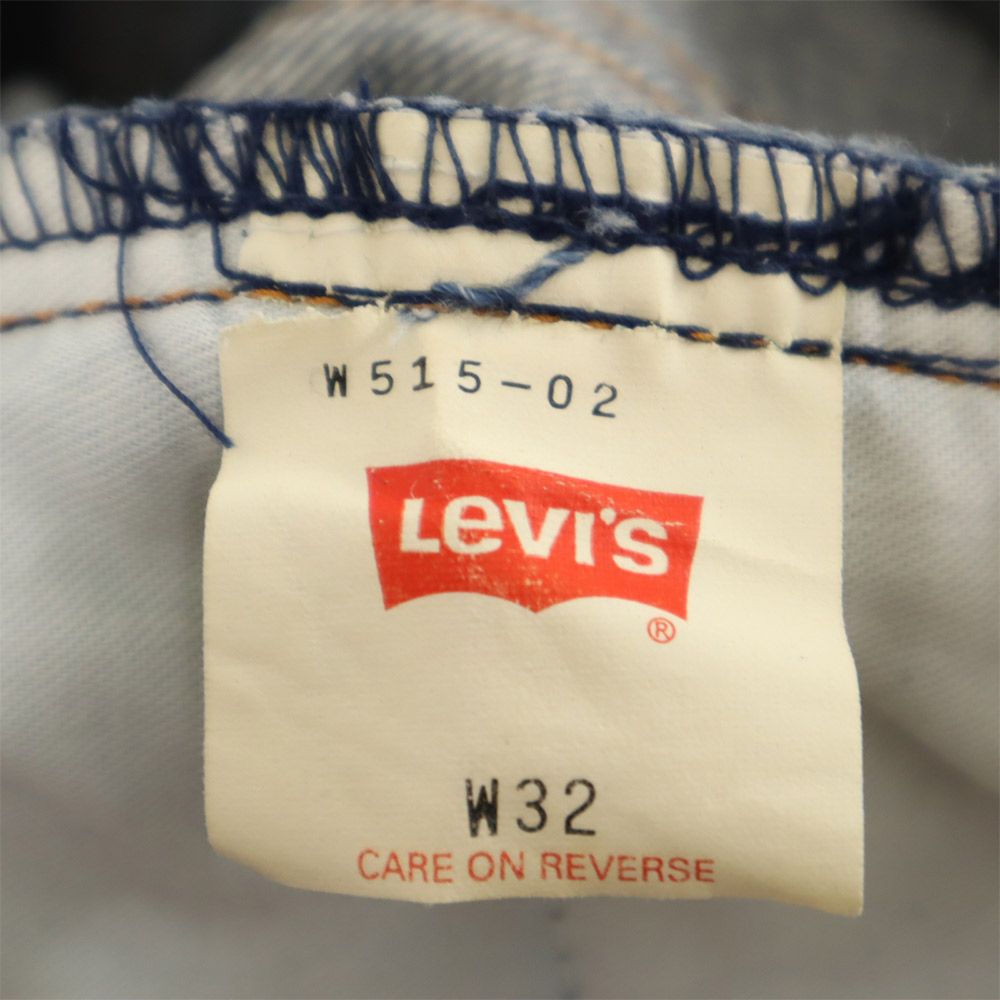 W515-02
Levi's
®
W32
CARE ON REVERSE